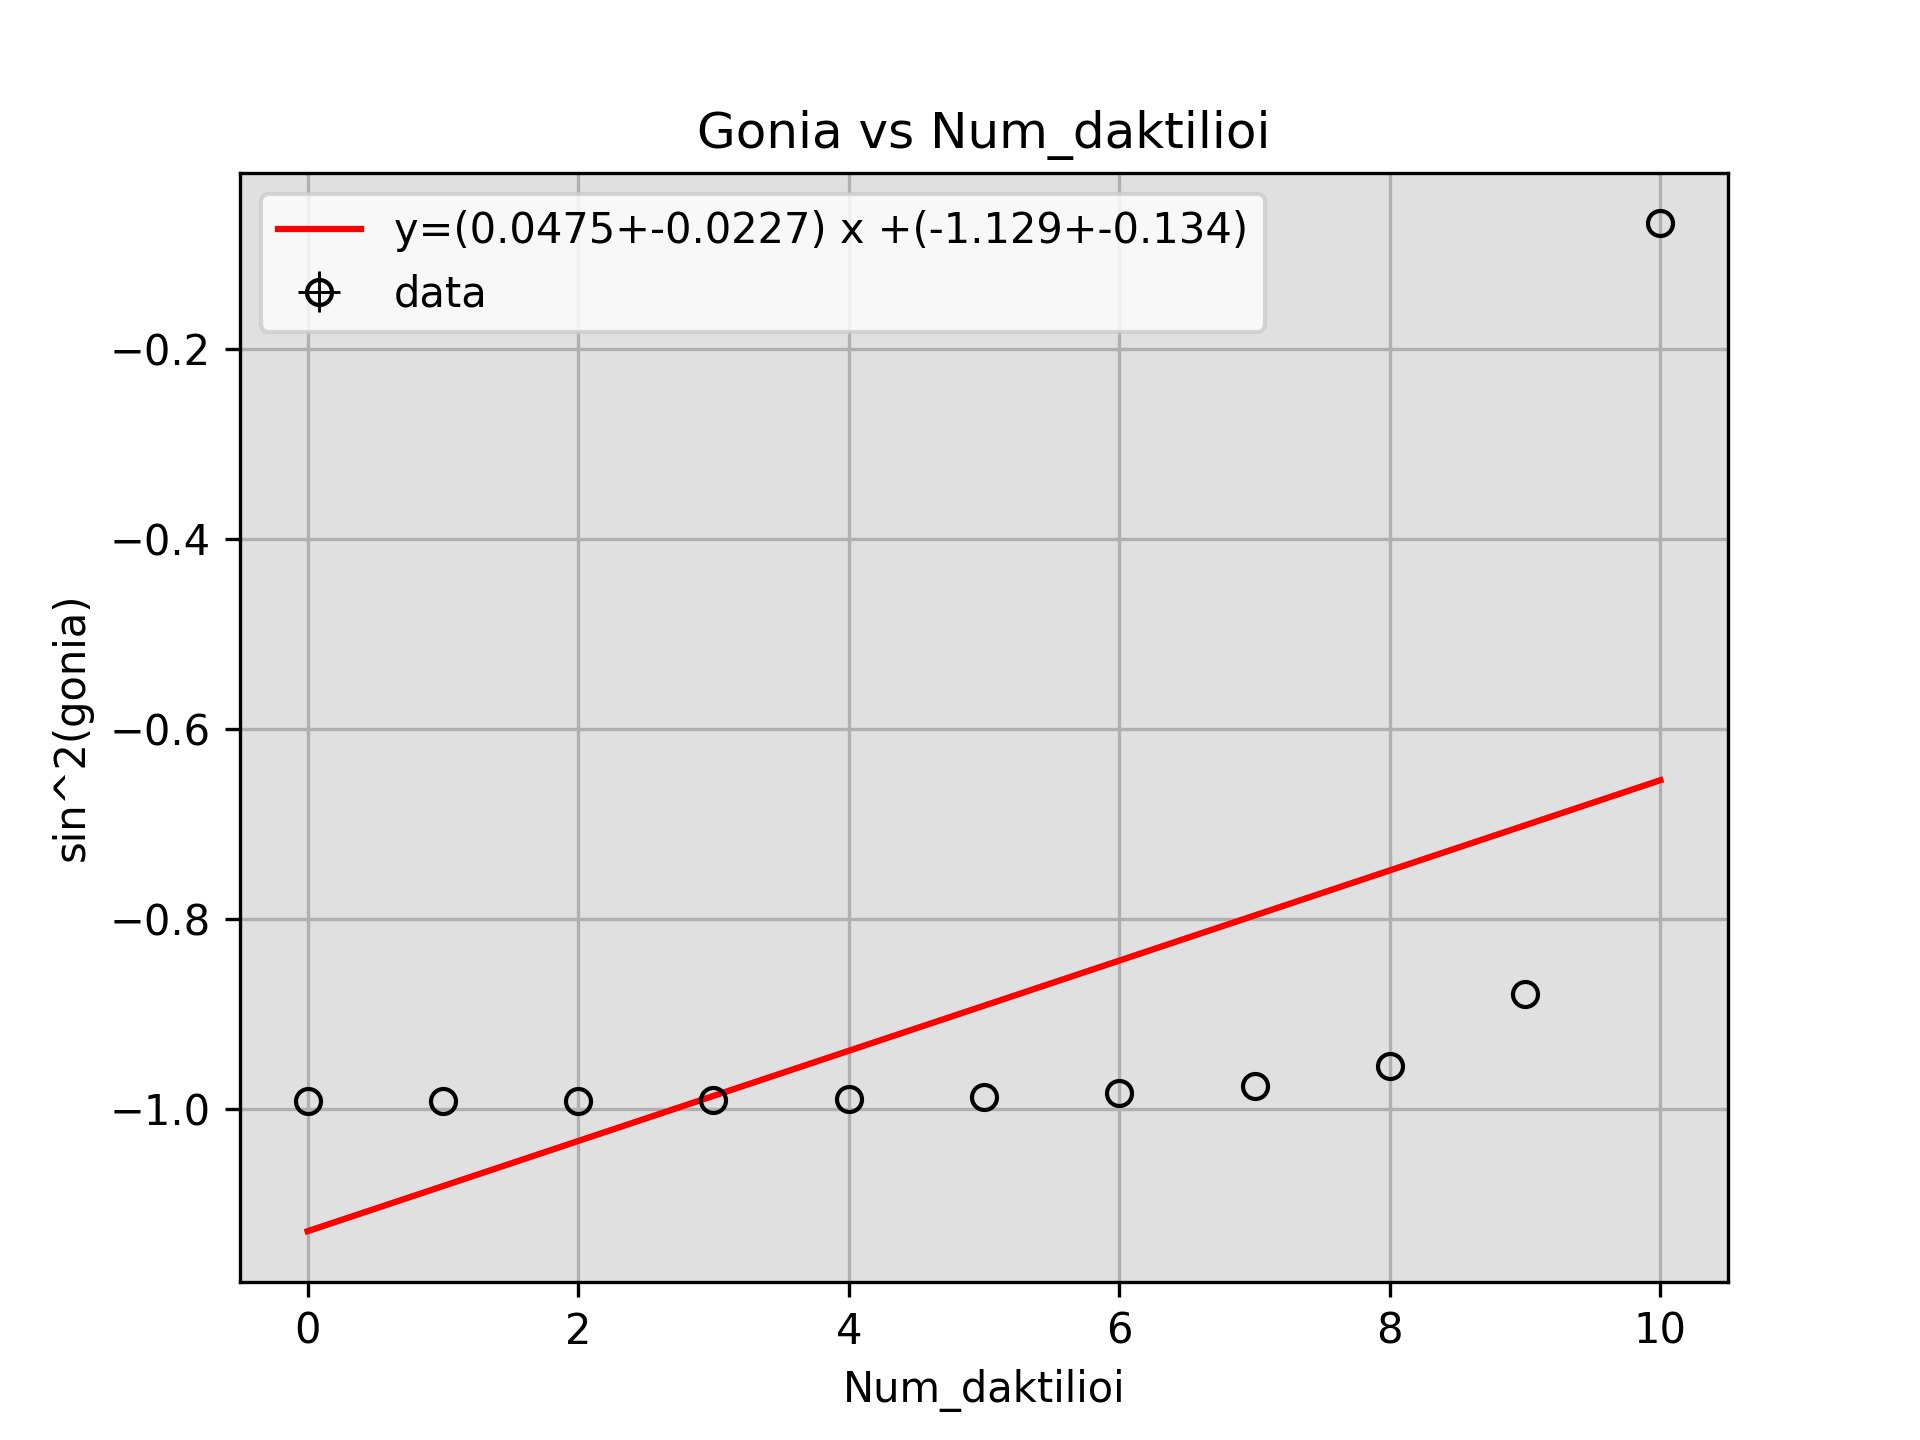 Gonia vs Num_daktilioi
y=(0.0475+-0.0227) x +(-1.129+-0.134)
data
−0.2
−0.4
−0.6
−0.8
−1.0
sin^2(gonia)
0 2 4 6 8 10
Num_daktilioi